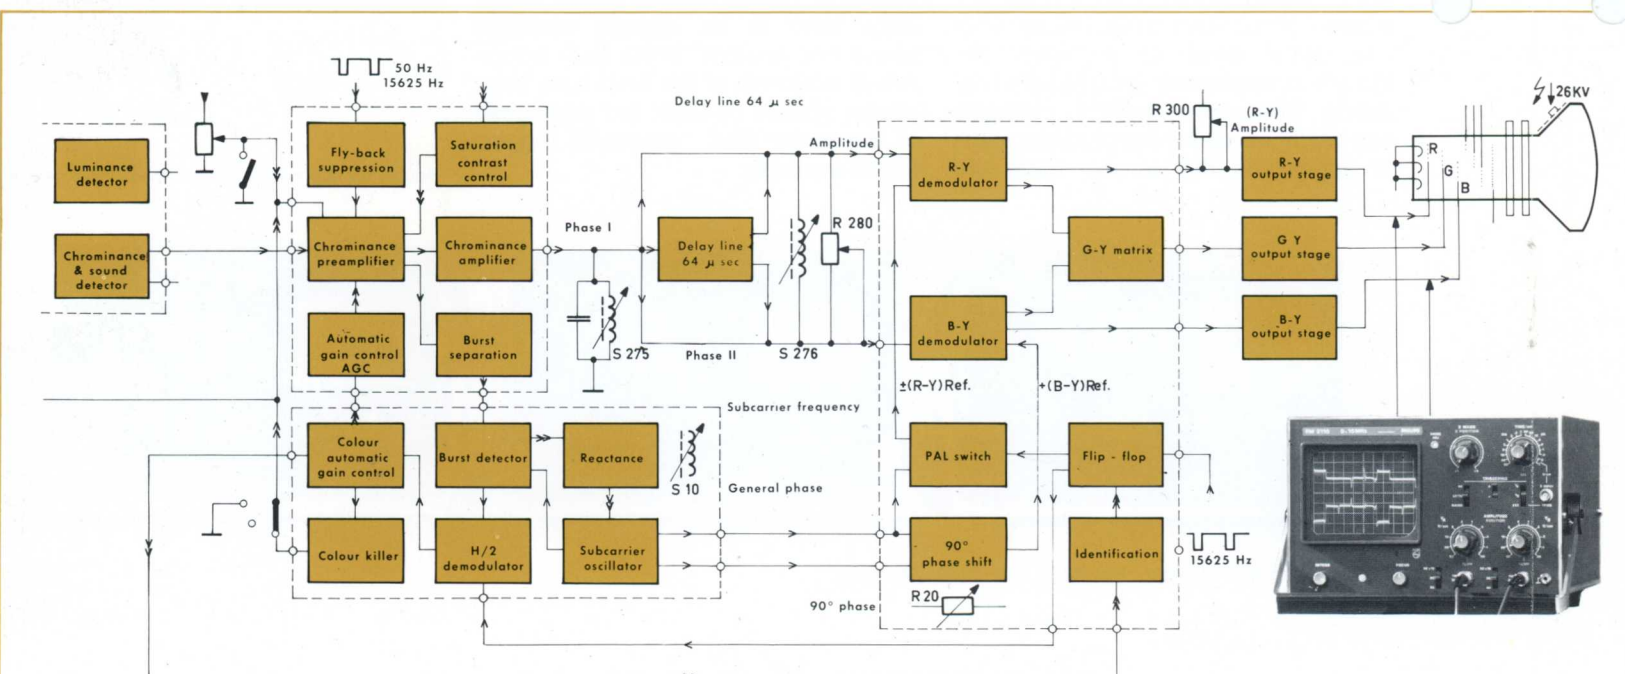 50 Hz
15625 Hz
Delay line 64 μ sec
Luminance
detector
Chrominance
& sound
detector
Fly-back
suppression
Saturation
contrast
control
Chrominance
preamplifier
Chrominance
amplifier
Automatic
gain control
AGC
Burst
separation
Phase I
S 275
Phase II
Delay line
64 μ sec
S 276
R 280
Amplitude
R-Y
demodulator
B-Y
demodulator
G-Y matrix
R 300
(R-Y)
Amplitude
R-Y
output stage
G Y
output stage
B-Y
output stage
26KV
R
G
B
±(R-Y)Ref.
+(B-Y)Ref.
Subcarrier frequency
Colour
automatic
gain control
Burst detector
Reactance
S 10
General phase
Colour killer
H/2
demodulator
Subcarrier
oscillator
PAL switch
Flip - flop
90°
phase shift
Identification
15625 Hz
R 20
90° phase